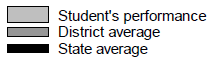 Student's performance
District average
State average